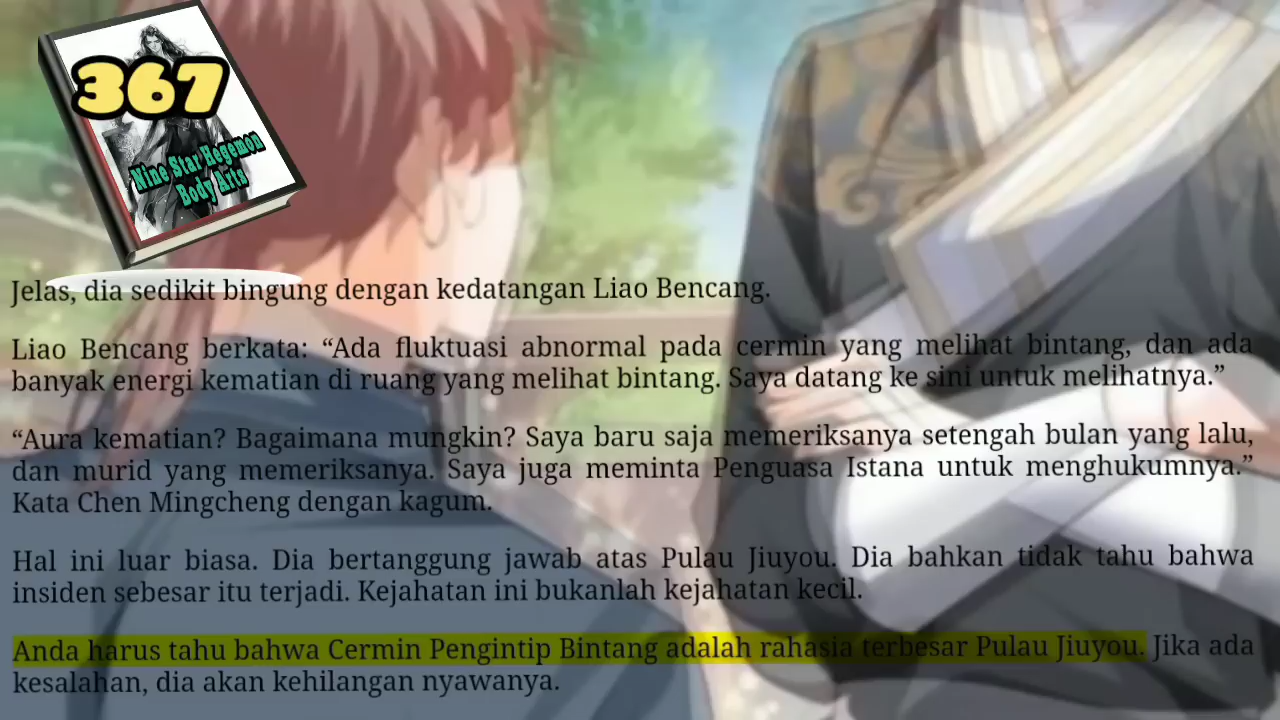 367
Nine Star Hegemon
Body Arts
Jelas, dia sedikit bingung dengan kedatangan Liao Bencang.
Liao Bencang berkata: “Ada fluktuasi abnormal pada cermin yang melihat bintang, dan ada
banyak energi kematian di ruang yang melihat bintang. Saya datang ke sini untuk melihatnya.”
“Aura kematian? Bagaimana mungkin? Saya baru saja memeriksanya setengah bulan yang lalu,
dan murid yang memeriksanya. Saya juga meminta Penguasa Istana untuk menghukumnya.”
Kata Chen Mingcheng dengan kagum.
Hal ini luar biasa. Dia bertanggung jawab atas Pulau Jiuyou. Dia bahkan tidak tahu bahwa
insiden sebesar itu terjadi. Kejahatan ini bukanlah kejahatan kecil.
Anda harus tahu bahwa Cermin Pengintip Bintang adalah rahasia terbesar Pulau Jiuyou. Jika ada
kesalahan, dia akan kehilangan nyawanya.